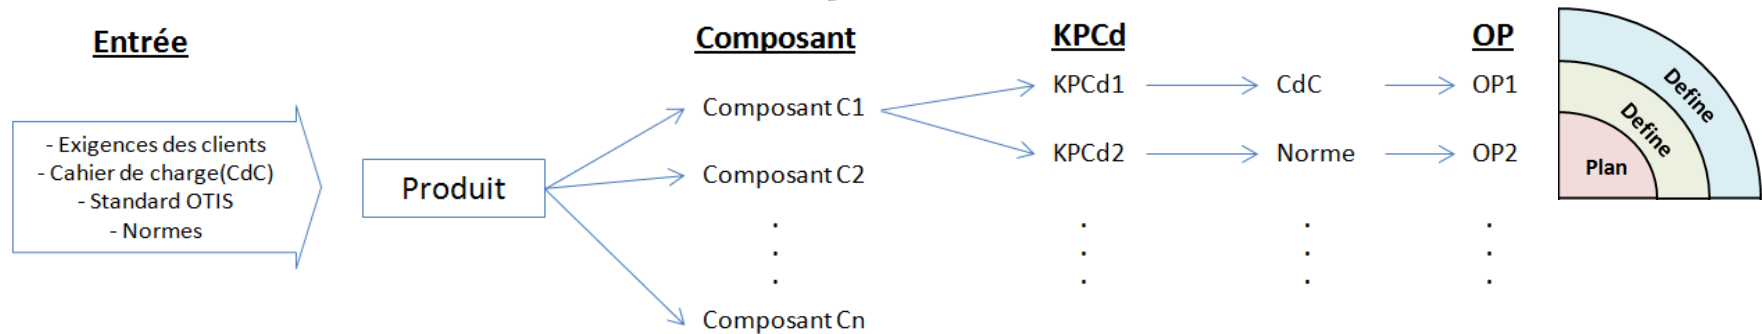 Entrée
Composant
KPCd
OP
- Exigences des clients
- Cahier de charge(CdC)
- Standard OTIS
- Normes
Produit
Composant C1
Composant C2
.
.
.
Composant Cn
KPCd1
CdC
OP1
KPCd2
Norme
OP2
.
.
.
.
.
.
.
.
.
Define
Define
Plan